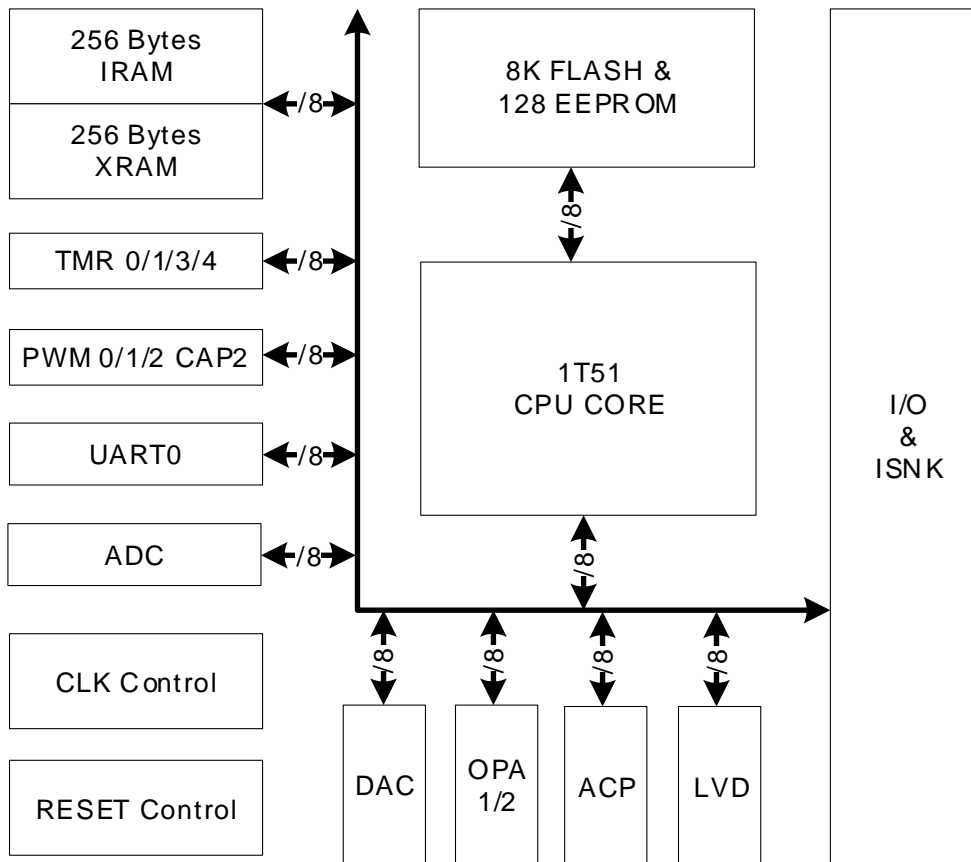 256 Bytes
IRAM
/8
256 Bytes
XRAM
8K FLASH &
128 EEPROM
/8
TMR 0/1/3/4
/8
PWM 0/1/2 CAP2
/8
1T51
CPU CORE
I/O
&
ISNK
UART0
/8
ADC
/8
/8
CLK Control
/8
/8
/8
/8
RESET Control
DAC
OPA
1/2
ACP
LVD